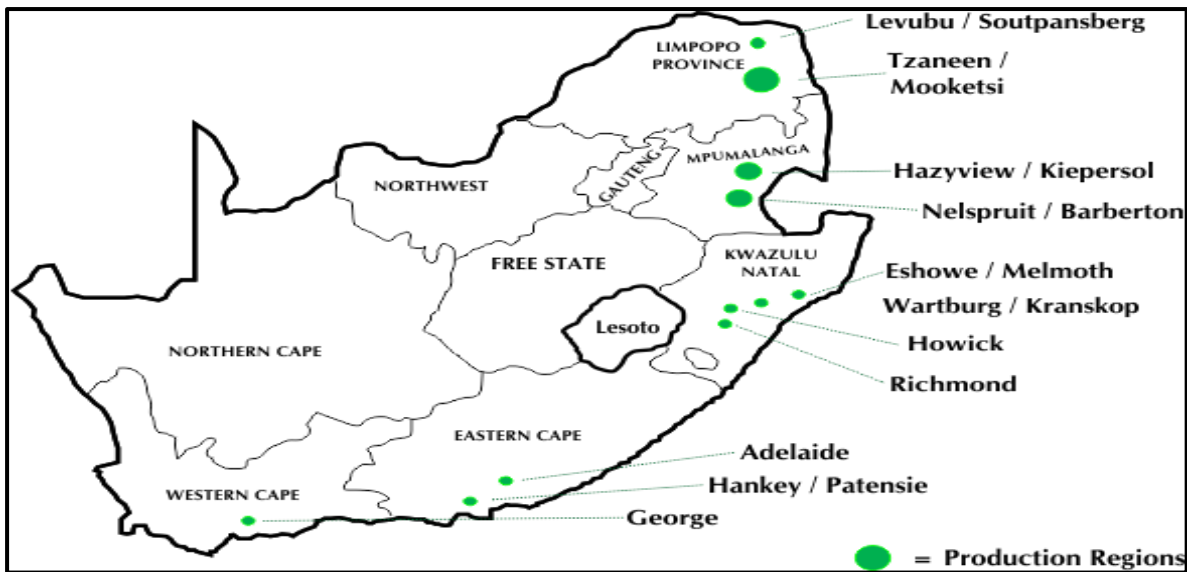 Levubu / Soutpansberg
LIMPOPO
PROVINCE
Tzaneen /
Mooketsi
MPUMALANGA
GAUTENG
NORTHWEST
Hazyview / Kiepersol
Nelspruit / Barberton
KWAZULU
NATAL
FREE STATE
Eshowe / Melmoth
Wartburg / Kranskop
Lesoto
Howick
NORTHERN CAPE
Richmond
EASTERN CAPE
Adelaide
Hankey / Patensie
WESTERN CAPE
George
= Production Regions